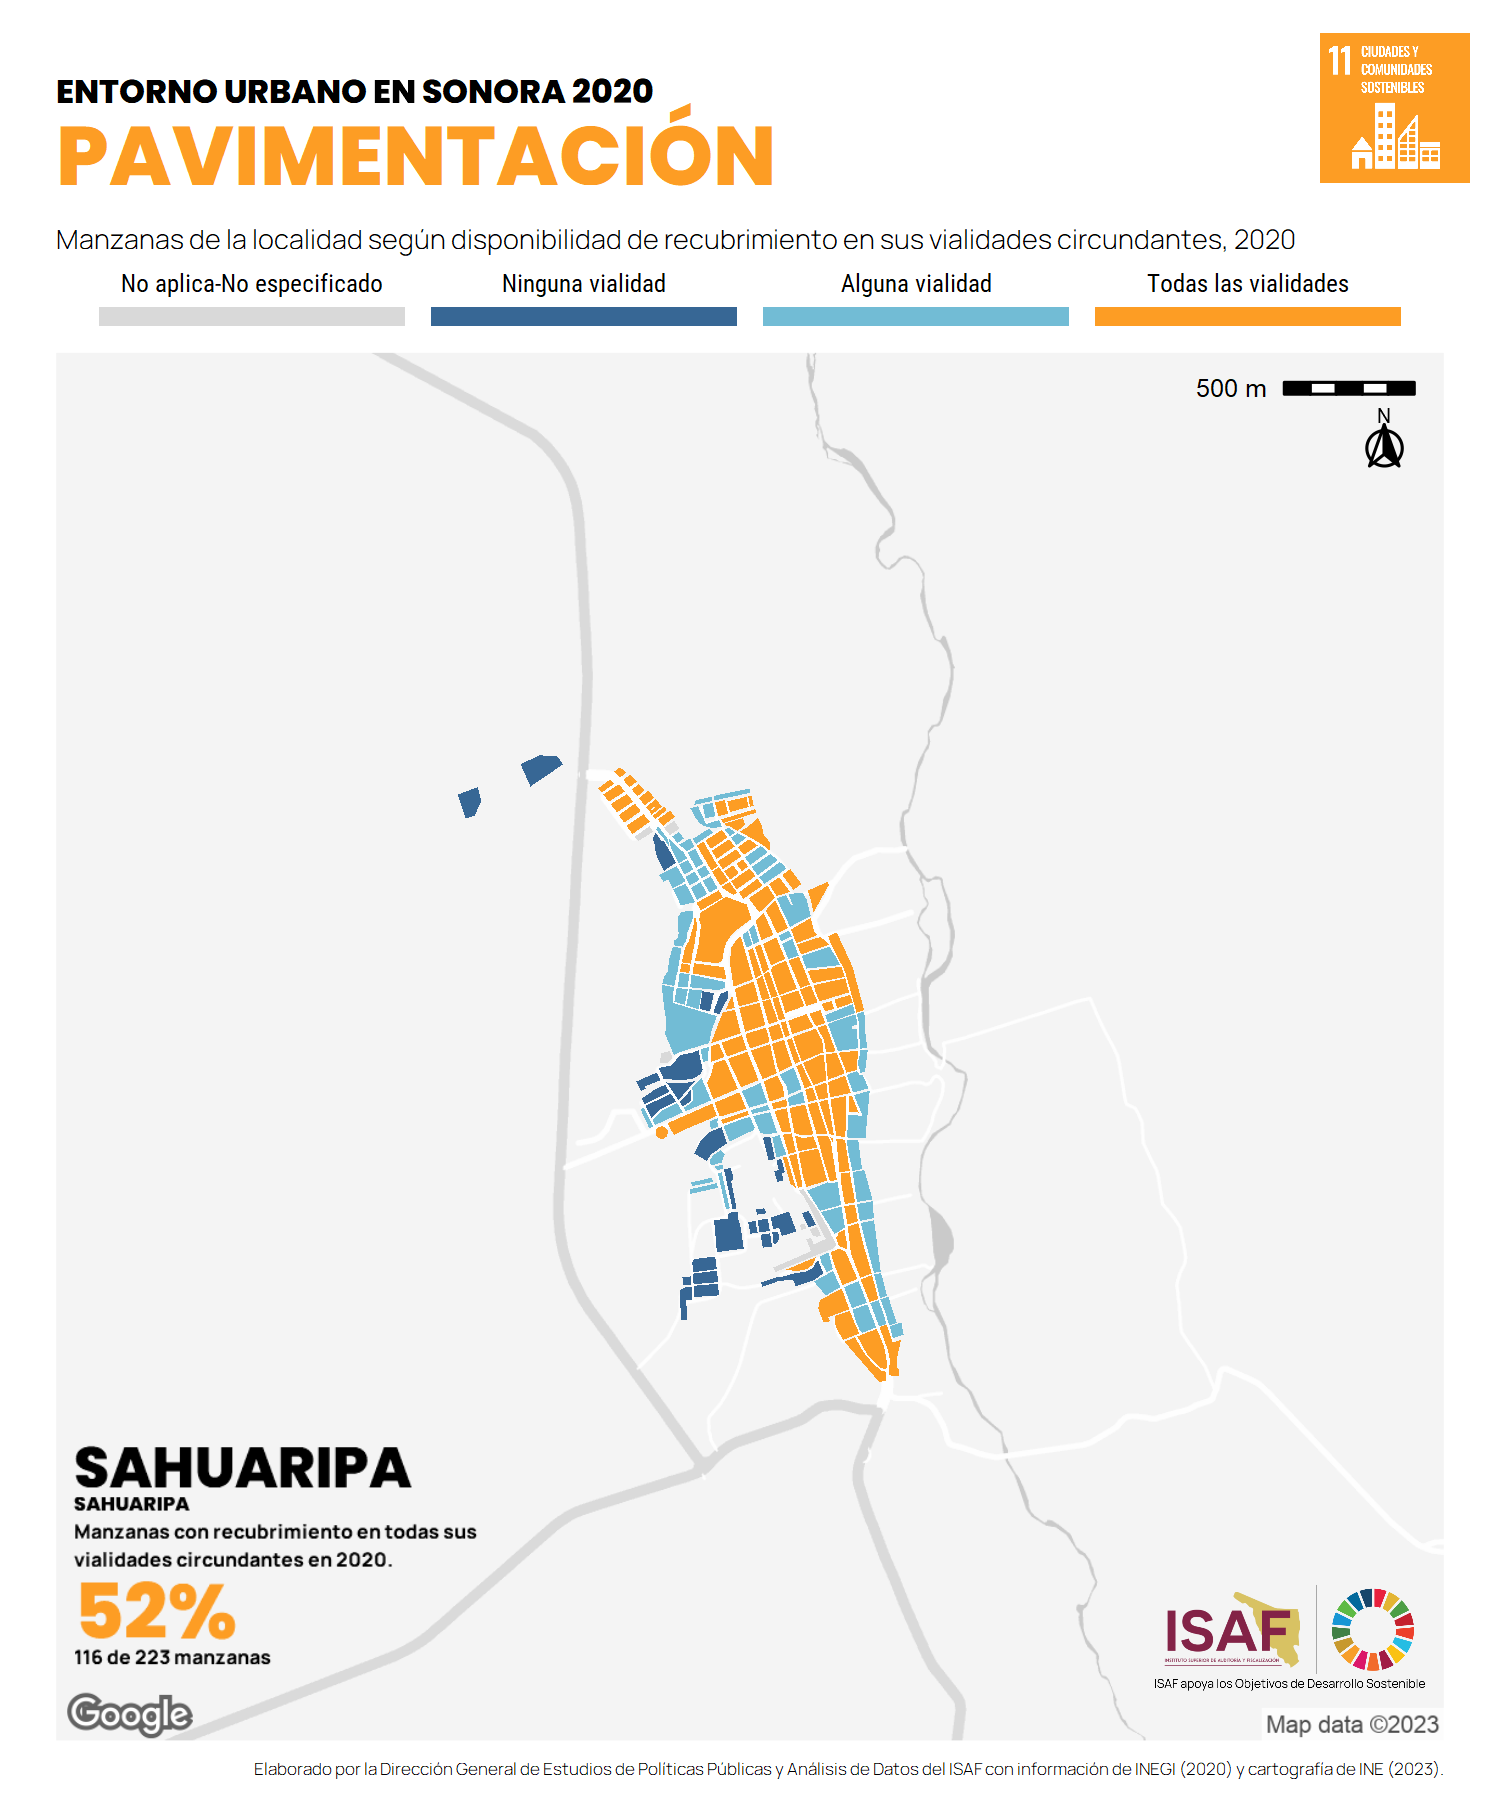 11 CIUDADES Y
COMUNIDADES
SOSTENIBLES
ENTORNO URBANO EN SONORA 2020
PAVIMENTACIÓN
Manzanas de la localidad según disponibilidad de recubrimiento en sus vialidades circundantes, 2020
No aplica-No especificado Ninguna vialidad Alguna vialidad Todas las vialidades
500 m
N
SAHUARIPA
SAHUARIPA
Manzanas con recubrimiento en todas sus
vialidades circundantes en 2020.
52%
116 de 223 manzanas
ISAF
INSTITUTO SUPERIOR DE AUDITORÍA Y FISCALIZACIÓN
ISAF apoya los Objetivos de Desarrollo Sostenible
Google
Map data ©2023
Elaborado por la Dirección General de Estudios de Políticas Públicas y Análisis de Datos del ISAF con información de INEGI (2020) y cartografía de INE (2023).